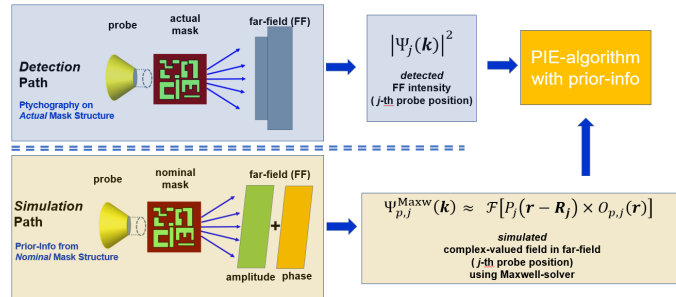 probe
actual
mask
far-field (FF)
Detection
Path
Ptychography on
Actual Mask Structure
|Ψⱼ(𝒌)|²
detected
FF intensity
( j-th probe position)
PIE-algorithm
with prior-info
probe
nominal
mask
far-field (FF)
Simulation
Path
Prior-Info from
Nominal Mask Structure
+
amplitude
phase
Ψ_{p,j}^{Maxw}(𝒌) ≈ ℱ[Pⱼ(𝒓 − 𝑹ⱼ) × O_{p,j}(𝒓)]
simulated
complex-valued field in far-field
( j-th probe position)
using Maxwell-solver